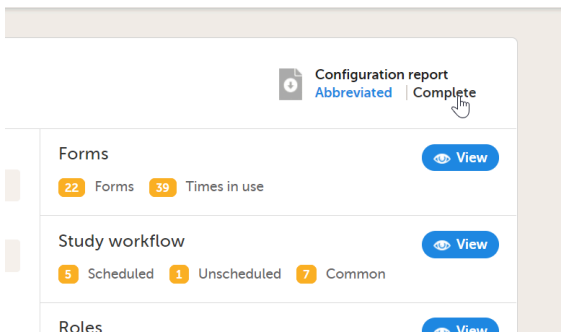 Configuration report
Abbreviated | Complete
Forms
View
22 Forms 39 Times in use
Study workflow
View
5 Scheduled 1 Unscheduled 7 Common
Roles
View